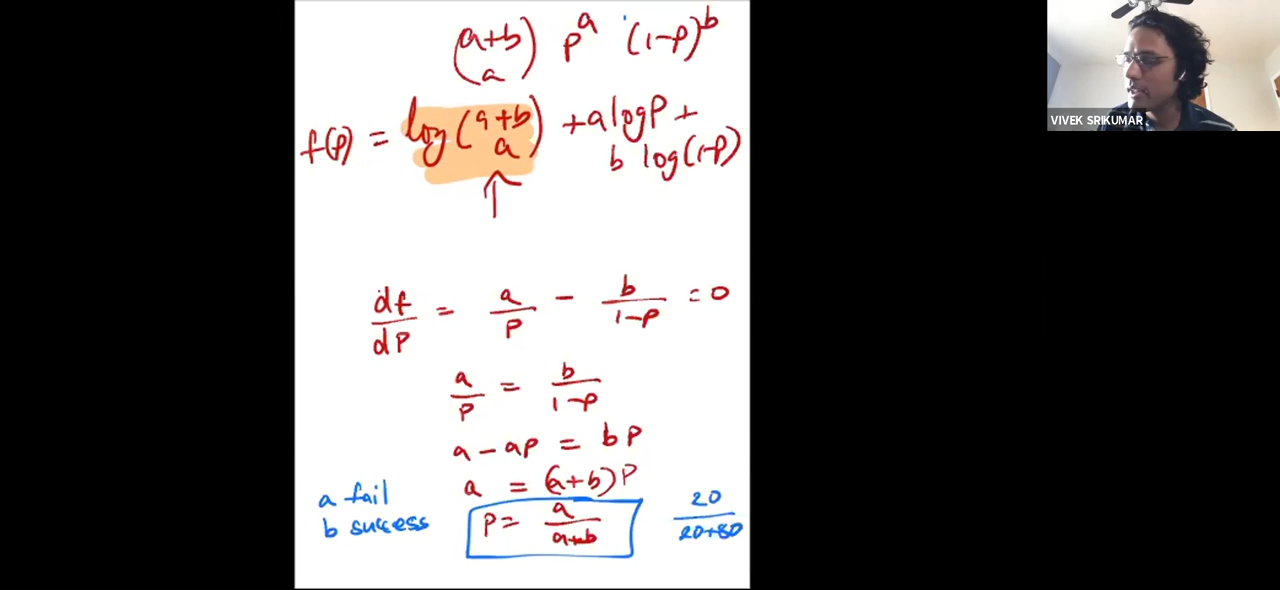 (a+b
a) p^a (1-p)^b
f(p) = log (a+b
a) + a log p +
b log(1-p)
df/dp = a/p - b/(1-p) = 0
a/p = b/(1-p)
a - ap = bp
a = (a+b)p
a fail
b success
p = a/(a+b)
20/(20+80)
VIVEK SRIKUMAR